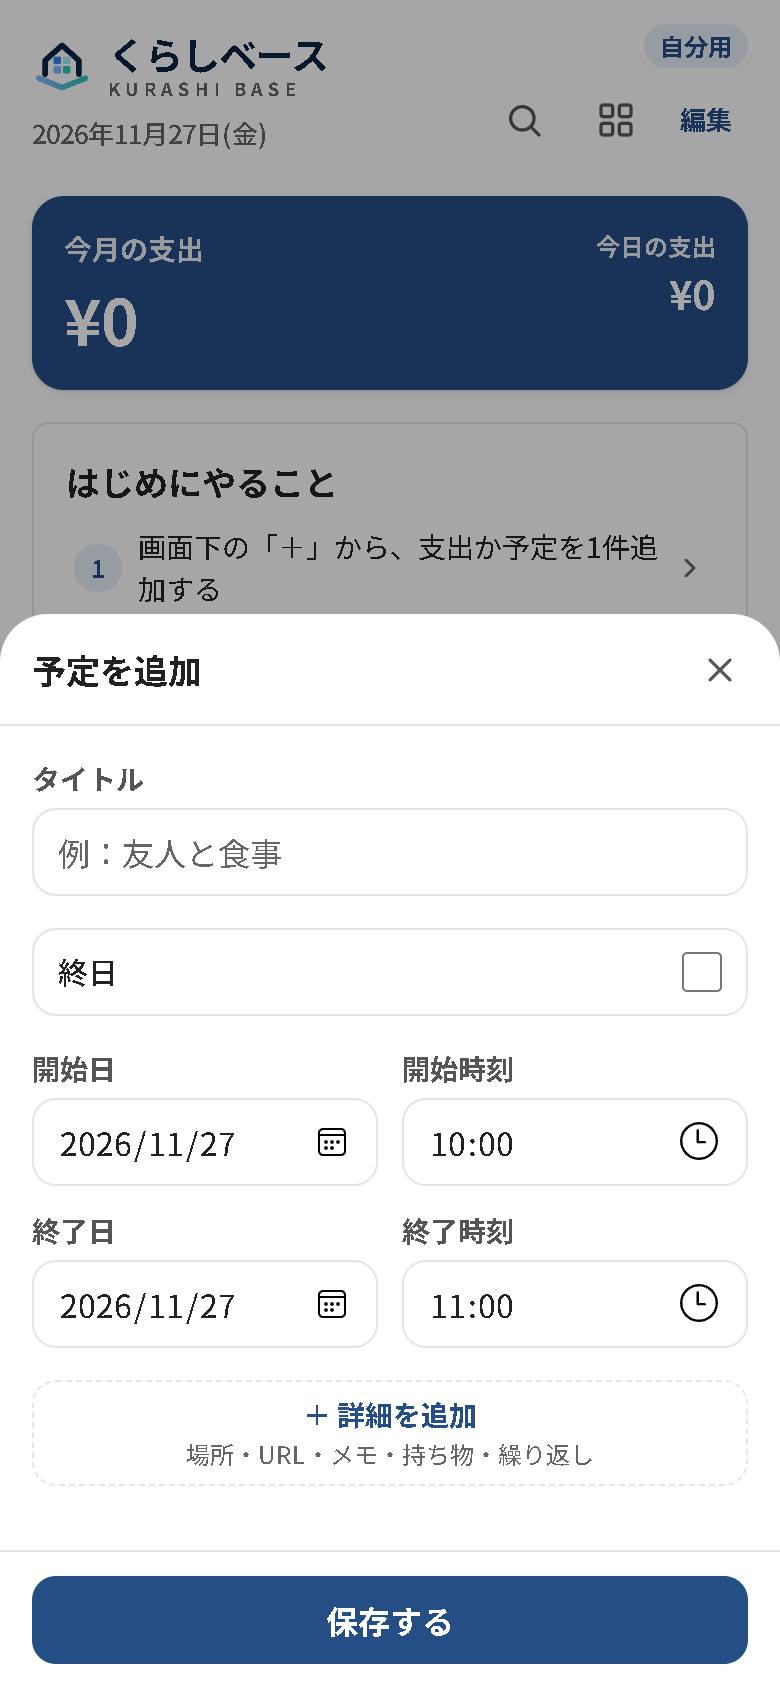 くらしベース
KURASHI BASE
自分用
2026年11月27日(金)
編集
今月の支出
¥0
今日の支出
¥0
はじめにやること
1
画面下の「＋」から、支出か予定を1件追
加する
予定を追加
タイトル
例：友人と食事
終日
開始日
開始時刻
2026/11/27
10:00
終了日
終了時刻
2026/11/27
11:00
＋ 詳細を追加
場所・URL・メモ・持ち物・繰り返し
保存する